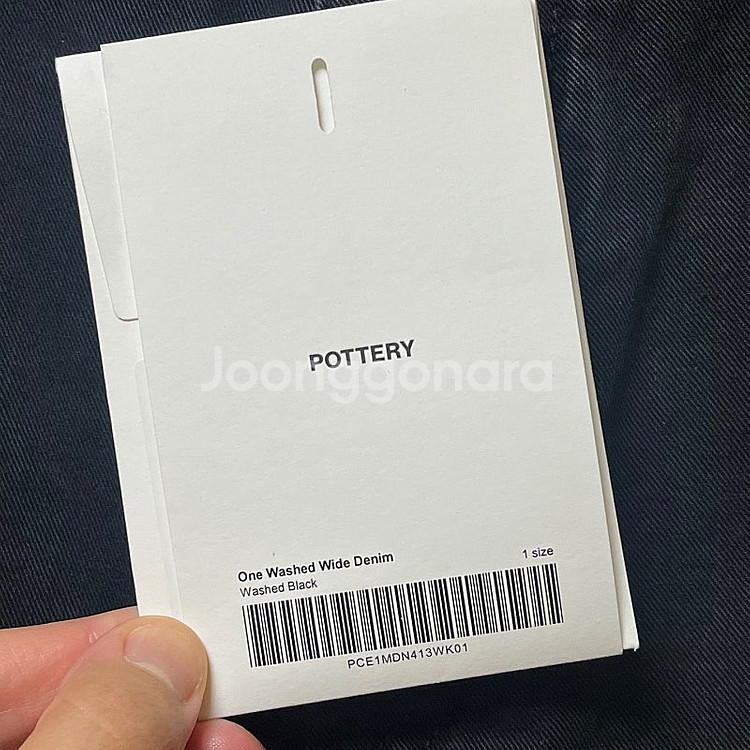 POTTERY
Joonggonara
One Washed Wide Denim
1 size
Washed Black
PCE1MDN413WK01